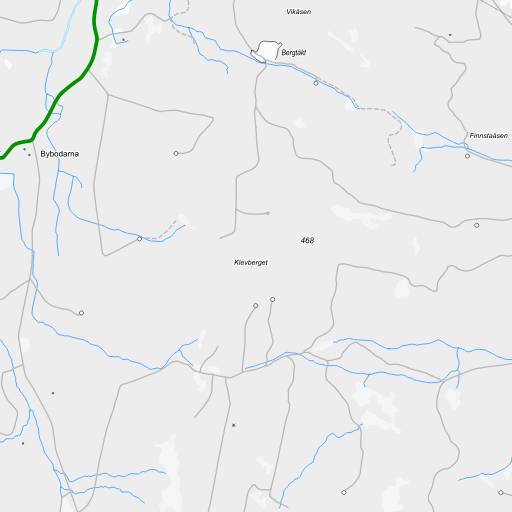 Vikåsen
Bergtäkt
Finnstaåsen
Bybodarna
468
Klevberget